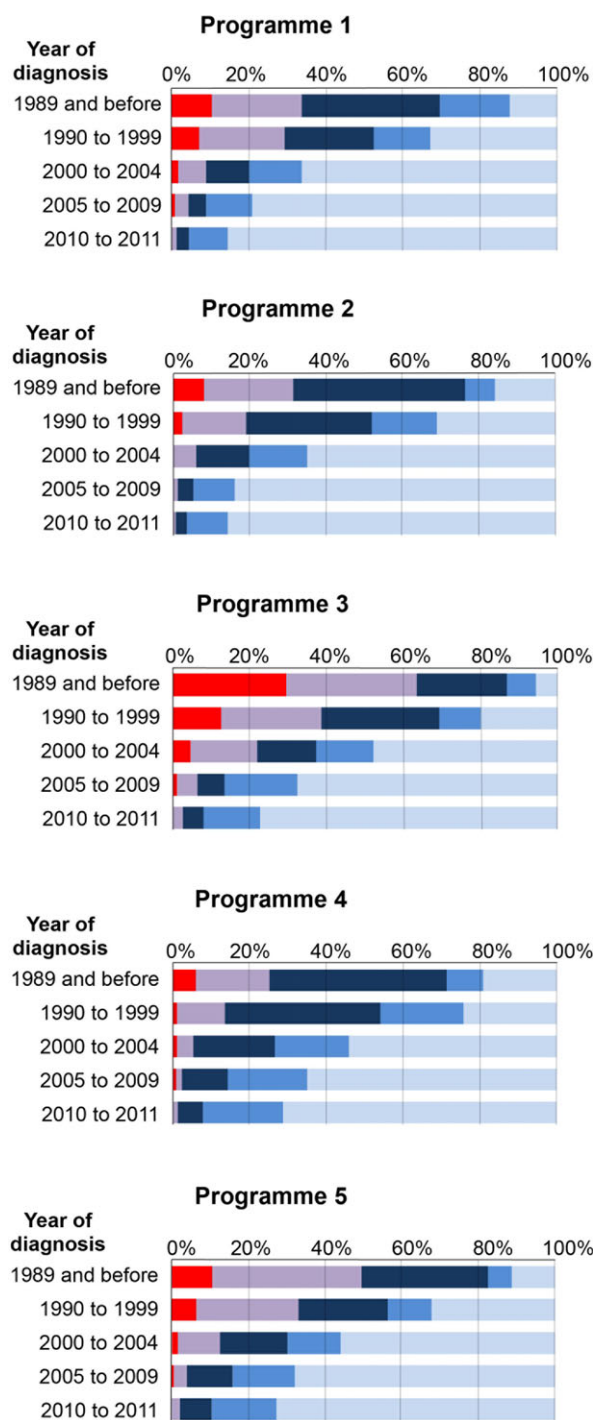 Programme 1
Year of
diagnosis
0% 20% 40% 60% 80% 100%
1989 and before
1990 to 1999
2000 to 2004
2005 to 2009
2010 to 2011
Programme 2
Year of
diagnosis
0% 20% 40% 60% 80% 100%
1989 and before
1990 to 1999
2000 to 2004
2005 to 2009
2010 to 2011
Programme 3
Year of
diagnosis
0% 20% 40% 60% 80% 100%
1989 and before
1990 to 1999
2000 to 2004
2005 to 2009
2010 to 2011
Programme 4
Year of
diagnosis
0% 20% 40% 60% 80% 100%
1989 and before
1990 to 1999
2000 to 2004
2005 to 2009
2010 to 2011
Programme 5
Year of
diagnosis
0% 20% 40% 60% 80% 100%
1989 and before
1990 to 1999
2000 to 2004
2005 to 2009
2010 to 2011